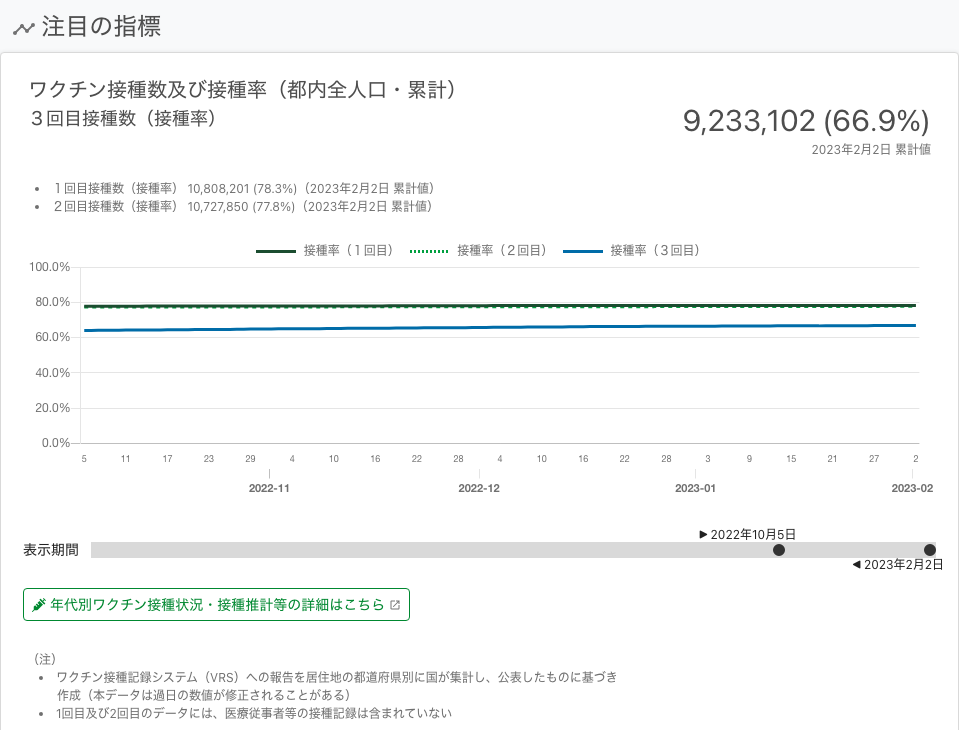 注目の指標
ワクチン接種数及び接種率（都内全人口・累計）
３回目接種数（接種率）
9,233,102 (66.9%)
2023年2月2日 累計値
１回目接種数（接種率） 10,808,201 (78.3%)（2023年2月2日 累計値）
２回目接種数（接種率） 10,727,850 (77.8%)（2023年2月2日 累計値）
接種率（１回目） 接種率（２回目） 接種率（３回目）
100.0%
80.0%
60.0%
40.0%
20.0%
0.0%
5 11 17 23 29 4 10 16 22 28 4 10 16 22 28 3 9 15 21 27 2
2022-11 2022-12 2023-01 2023-02
2022年10月5日
表示期間
2023年2月2日
年代別ワクチン接種状況・接種推計等の詳細はこちら
（注）
ワクチン接種記録システム（VRS）への報告を居住地の都道府県別に国が集計し、公表したものに基づき
作成（本データは過日の数値が修正されることがある）
1回目及び2回目のデータには、医療従事者等の接種記録は含まれていない